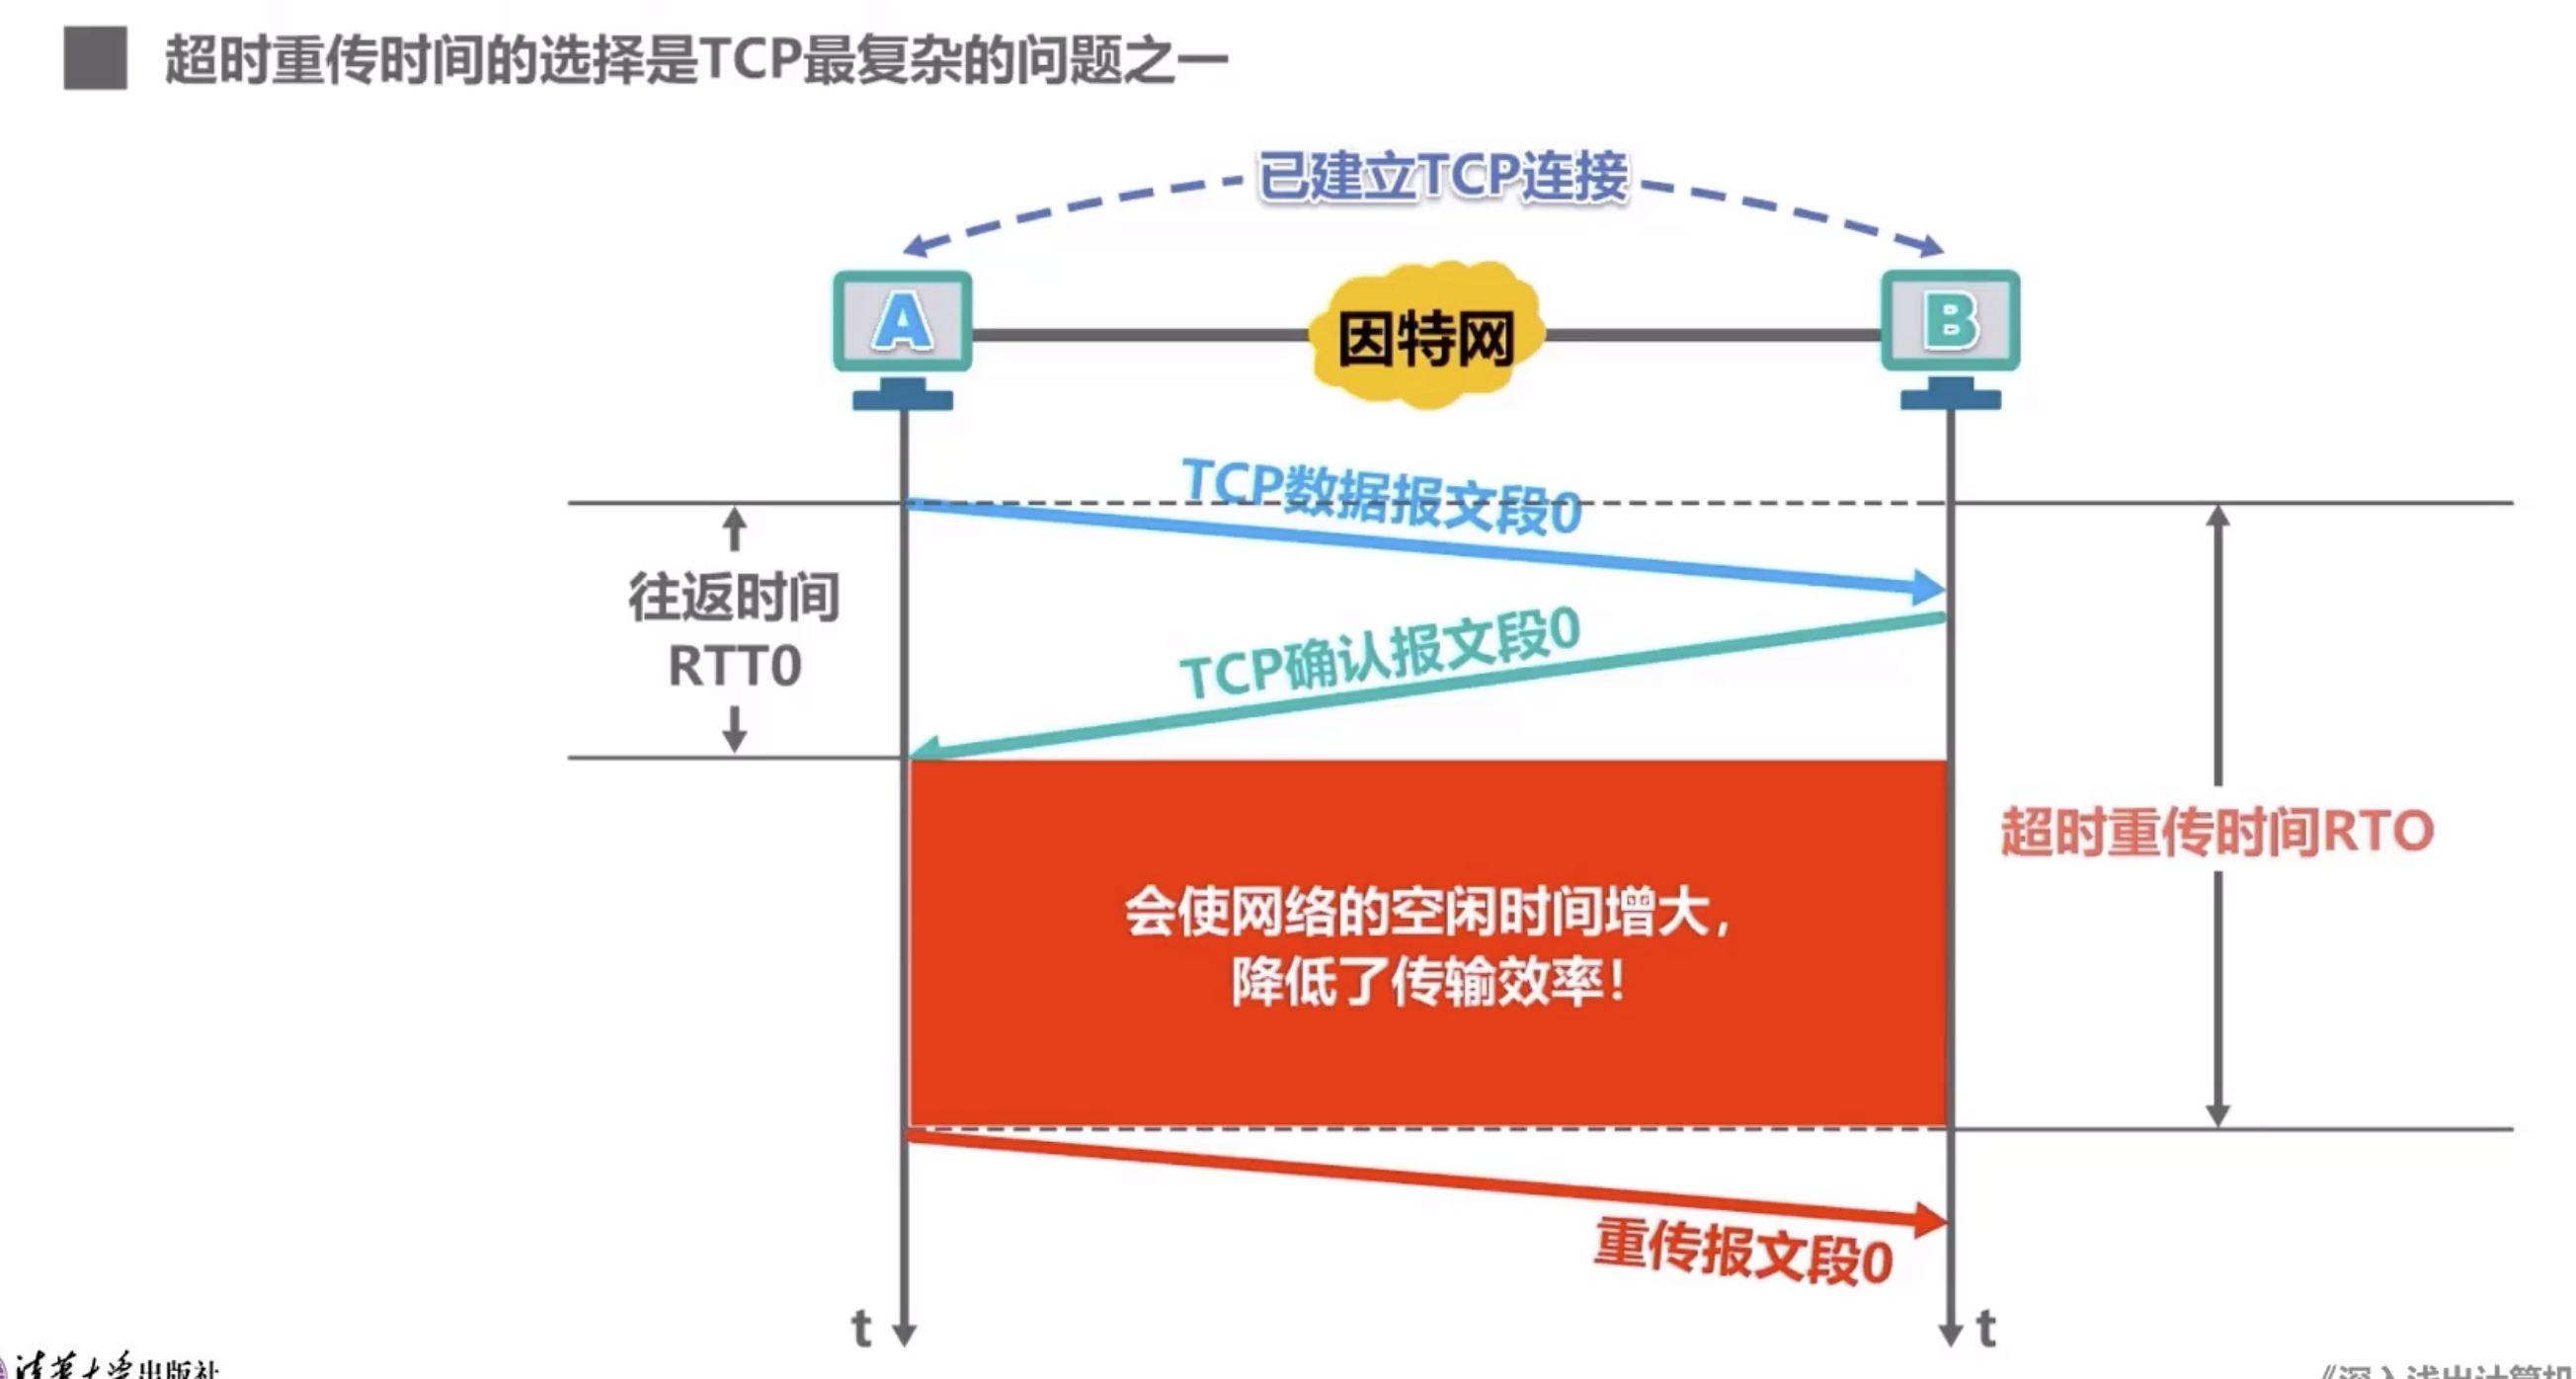 超时重传时间的选择是TCP最复杂的问题之一
已建立TCP连接
A
因特网
B
TCP数据报文段0
往返时间
RTT0
TCP确认报文段0
超时重传时间RTO
会使网络的空闲时间增大，
降低了传输效率！
重传报文段0
t
t
清华大学出版社
《深入浅出计算机